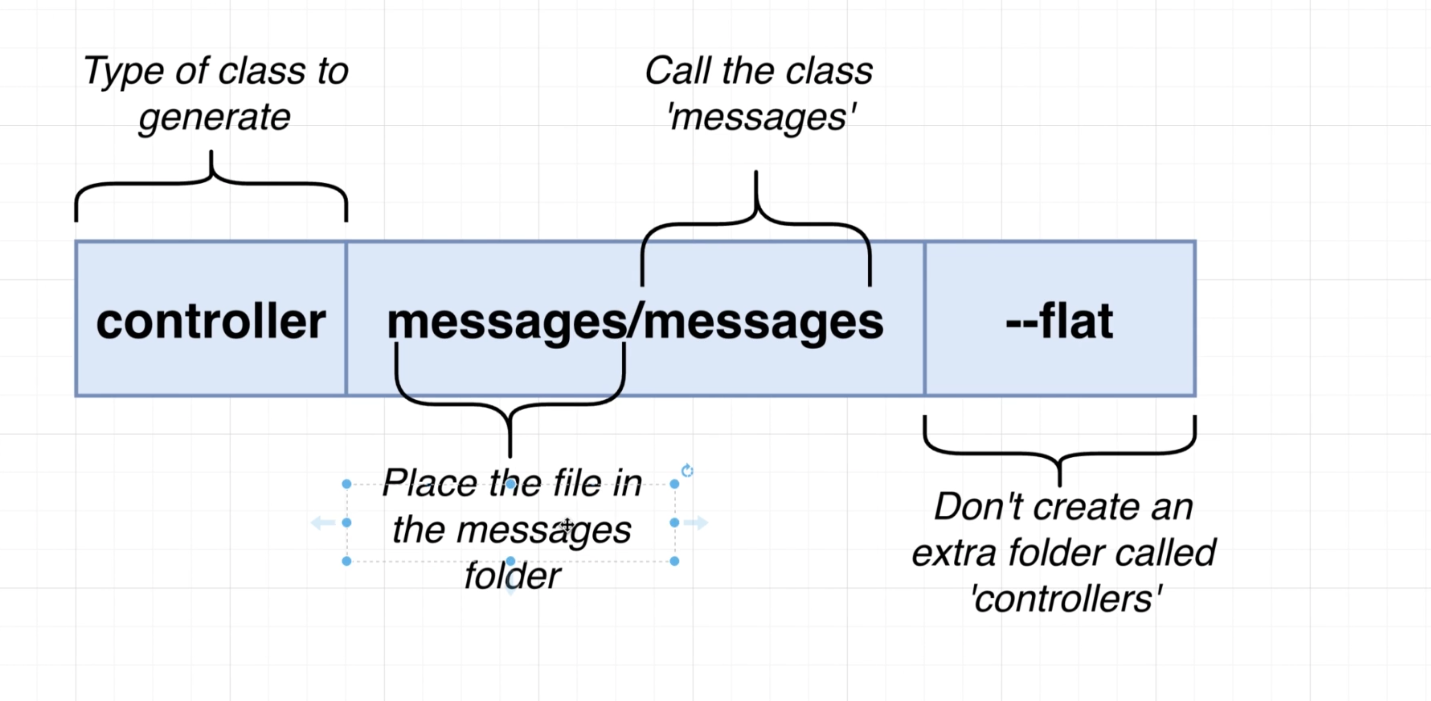 Type of class to
generate
Call the class
'messages'
controller
messages/messages
--flat
Place the file in
the messages
folder
Don't create an
extra folder called
'controllers'